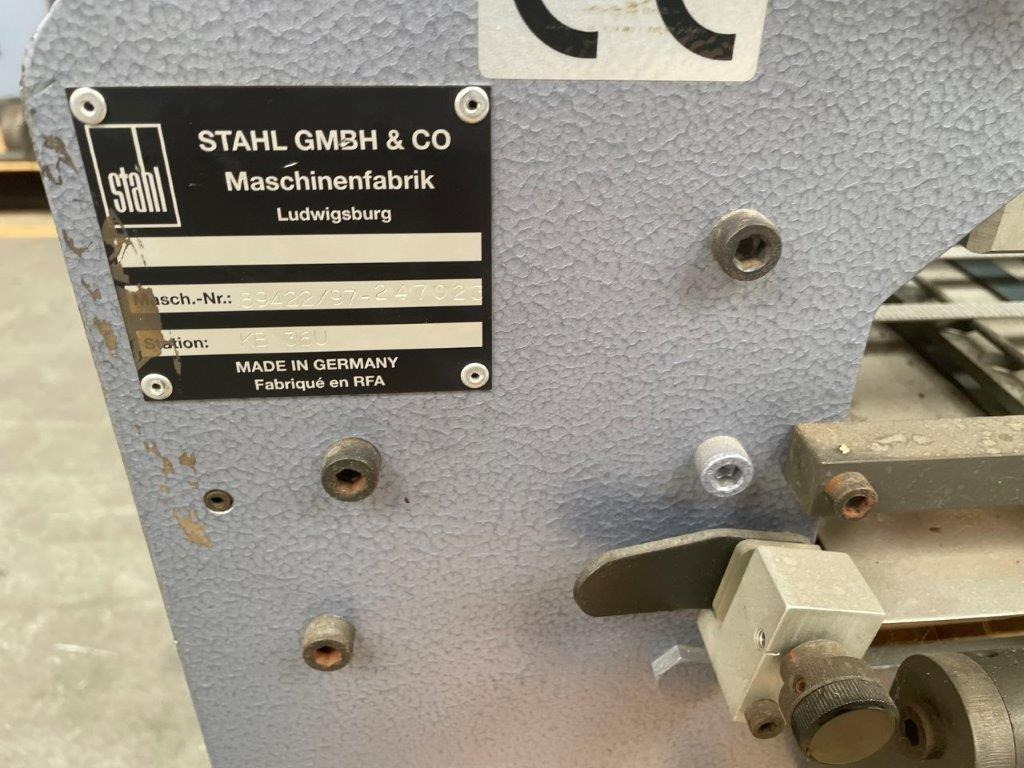 STAHL GMBH & CO
stahl
Maschinenfabrik
Ludwigsburg
Masch.-Nr.: 89422/97-247023
Station: KB 36U
MADE IN GERMANY
Fabriqué en RFA